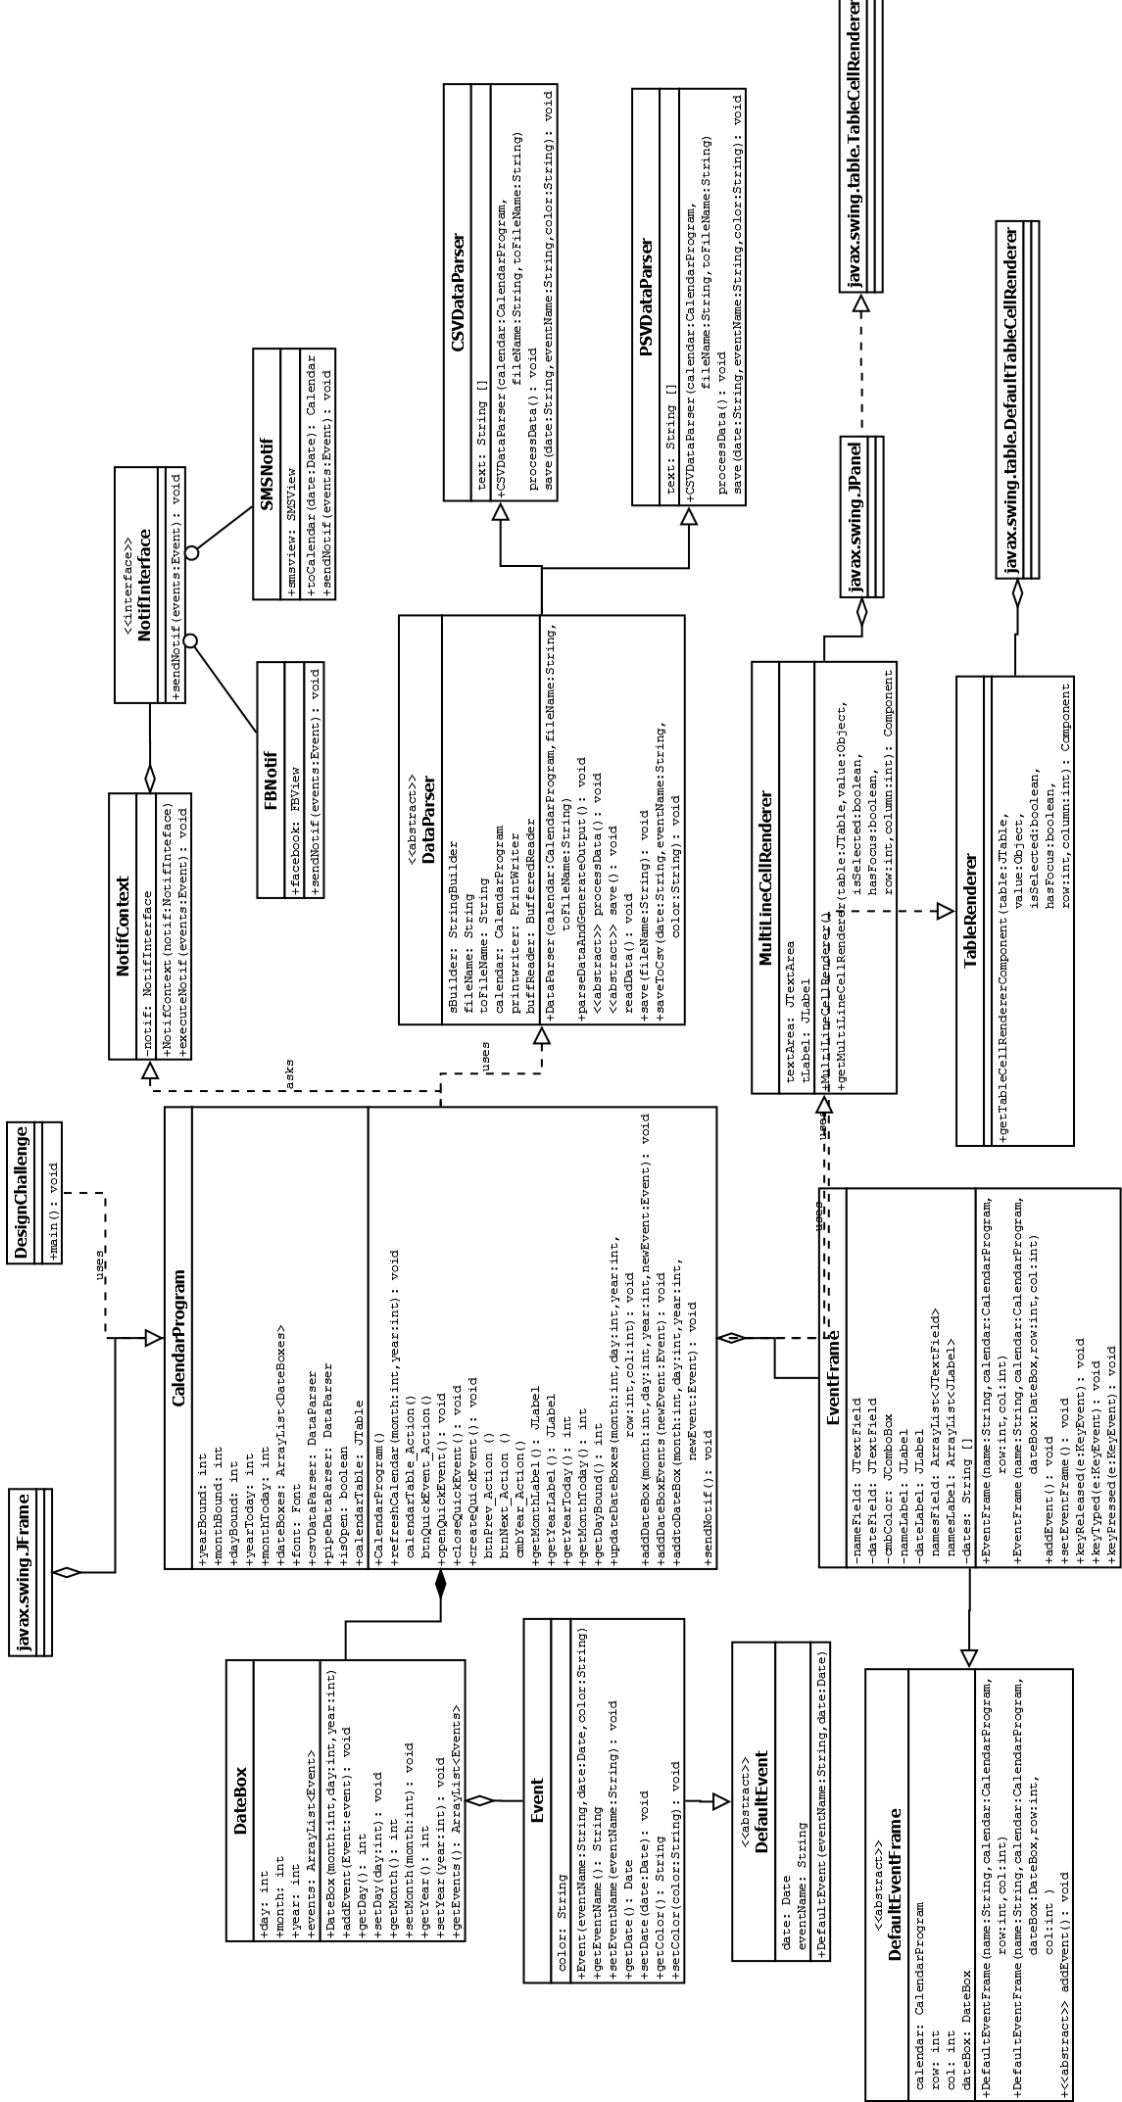 javax.swing.JFrame
DesignChallenge
+main(): void
uses
NotifContext
-notif: NotifInterface
+NotifContext(notif:NotifInteface)
+executeNotif(events:Event): void
<<interface>>
NotifInterface
+sendNotif(events:Event): void
FBNotif
+facebook: FBView
+sendNotif(events:Event): void
SMSNotif
+smsview: SMSView
+toCalendar(date:Date): Calendar
+sendNotif(events:Event): void
asks
CalendarProgram
+yearBound: int
+monthBound: int
+dayBound: int
+yearToday: int
+monthToday: int
+dateBoxes: ArrayList<DateBoxes>
+font: Font
+csvDataParser: DataParser
+pipeDataParser: DataParser
+isOpen: boolean
+calendarTable: JTable
+CalendarProgram()
+refreshCalendar(month:int,year:int): void
calendarTable_Action()
btnQuickEvent_Action()
+openQuickEvent(): void
+closeQuickEvent(): void
+createQuickEvent(): void
btnPrev_Action ()
btnNext_Action ()
cmbYear_Action()
+getMonthLabel(): JLabel
+getYearLabel(): JLabel
+getYearToday(): int
+getMonthToday(): int
+getDayBound(): int
+updateDateBoxes(month:int,day:int,year:int,
row:int,col:int): void
+addDateBox(month:int,day:int,year:int,newEvent:Event): void
+addDateBoxEvents(newEvent:Event): void
+addtoDateBox(month:int,day:int,year:int,
newEvent:Event): void
+sendNotif(): void
uses
<<abstract>>
DataParser
sBuilder: StringBuilder
fileName: String
toFileName: String
calendar: CalendarProgram
printwriter: PrintWriter
buffReader: BufferedReader
+DataParser(calendar:CalendarProgram,fileName:String,
toFileName:String)
+parseDataAndGenerateOutput(): void
<<abstract>> processData(): void
<<abstract>> save(): void
readData(): void
+save(fileName:String): void
+saveToCsv(date:String,eventName:String,
color:String): void
CSVDataParser
text: String []
+CSVDataParser(calendar:CalendarProgram,
fileName:String,toFileName:String)
processData(): void
save(date:String,eventName:String,color:String): void
PSVDataParser
text: String []
+CSVDataParser(calendar:CalendarProgram,
fileName:String,toFileName:String)
processData(): void
save(date:String,eventName:String,color:String): void
DateBox
+day: int
+month: int
+year: int
+events: ArrayList<Event>
+DateBox(month:int,day:int,year:int)
+addEvent(Event:event): void
+getDay(): int
+setDay(day:int): void
+getMonth(): int
+setMonth(month:int): void
+getYear(): int
+setYear(year:int): void
+getEvents(): ArrayList<Events>
Event
color: String
+Event(eventName:String,date:Date,color:String)
+getEventName(): String
+setEventName(eventName:String): void
+getDate(): Date
+setDate(date:Date): void
+getColor(): String
+setColor(color:String): void
<<abstract>>
DefaultEvent
date: Date
eventName: String
+DefaultEvent(eventName:String,date:Date)
uses
uses
MultiLineCellRenderer
textArea: JTextArea
tLabel: JLabel
+MultiLineCellRenderer()
+getMultiLineCellRenderer(table:JTable,value:Object,
isSelected:boolean,
hasFocus:boolean,
row:int,column:int): Component
javax.swing.JPanel
javax.swing.table.TableCellRenderer
EventFrame
-nameField: JTextField
-dateField: JTextField
-cmbColor: JComboBox
-nameLabel: JLabel
-dateLabel: JLabel
namesField: ArrayList<JTextField>
namesLabel: ArrayList<JLabel>
-dates: String []
+EventFrame(name:String,calendar:CalendarProgram,
row:int,col:int)
+EventFrame(name:String,calendar:CalendarProgram,
dateBox:DateBox,row:int,col:int)
+addEvent(): void
+setEventFrame(): void
+keyReleased(e:KeyEvent): void
+keyTyped(e:KeyEvent): void
+keyPressed(e:KeyEvent): void
<<abstract>>
DefaultEventFrame
calendar: CalendarProgram
row: int
col: int
dateBox: DateBox
+DefaultEventFrame(name:String,calendar:CalendarProgram,
row:int,col:int)
+DefaultEventFrame(name:String,calendar:CalendarProgram,
dateBox:DateBox,row:int,
col:int )
+<<abstract>> addEvent(): void
TableRenderer
+getTableCellRendererComponent(table:JTable,
value:Object,
isSelected:boolean,
hasFocus:boolean,
row:int,column:int): Component
javax.swing.table.DefaultTableCellRenderer